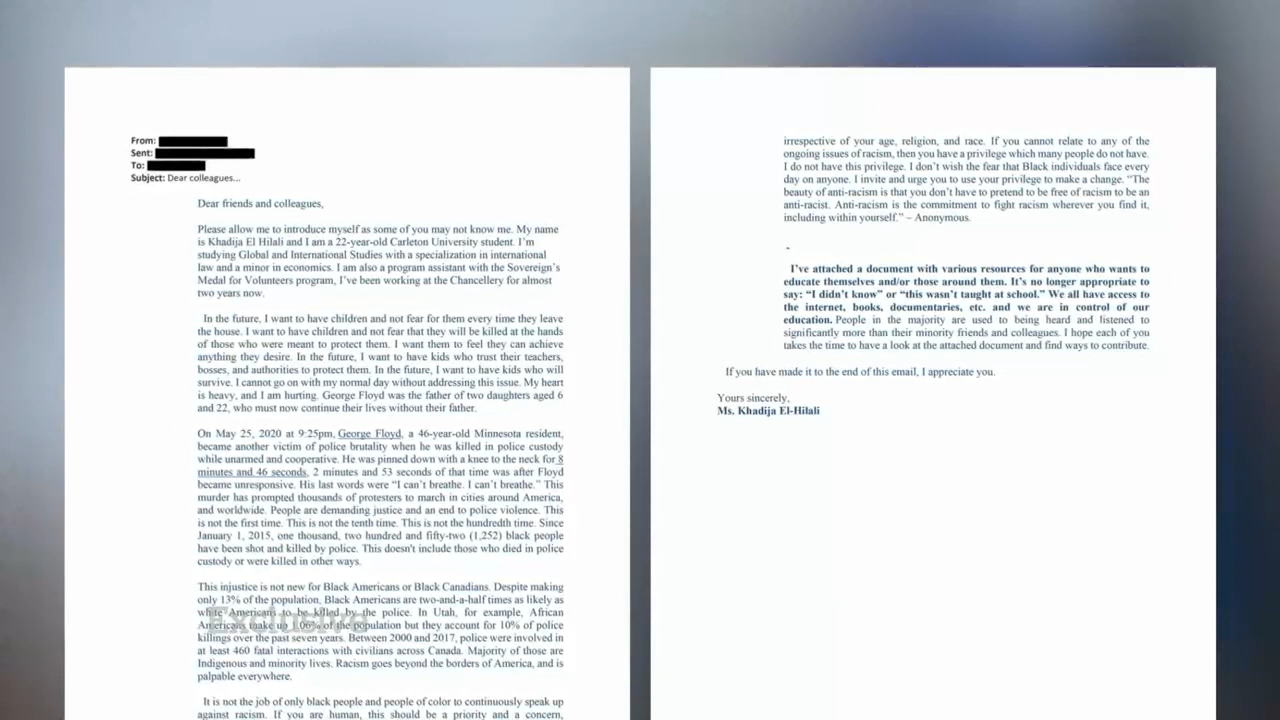 From:
Sent:
To:
Subject: Dear colleagues...
Dear friends and colleagues,
Please allow me to introduce myself as some of you may not know me. My name
is Khadija El Hilali and I am a 22-year-old Carleton University student. I'm
studying Global and International Studies with a specialization in international
law and a minor in economics. I am also a program assistant with the Sovereign's
Medal for Volunteers program, I've been working at the Chancellery for almost
two years now.
In the future, I want to have children and not fear for them every time they leave
the house. I want to have children and not fear that they will be killed at the hands
of those who were meant to protect them. I want them to feel they can achieve
anything they desire. In the future, I want to have kids who trust their teachers,
bosses, and authorities to protect them. In the future, I want to have kids who will
survive. I cannot go on with my normal day without addressing this issue. My heart
is heavy, and I am hurting. George Floyd was the father of two daughters aged 6
and 22, who must now continue their lives without their father.
On May 25, 2020 at 9:25pm, George Floyd, a 46-year-old Minnesota resident,
became another victim of police brutality when he was killed in police custody
while unarmed and cooperative. He was pinned down with a knee to the neck for 8
minutes and 46 seconds, 2 minutes and 53 seconds of that time was after Floyd
became unresponsive. His last words were "I can't breathe. I can't breathe." This
murder has prompted thousands of protesters to march in cities around America,
and worldwide. People are demanding justice and an end to police violence. This
is not the first time. This is not the tenth time. This is not the hundredth time. Since
January 1, 2015, one thousand, two hundred and fifty-two (1,252) black people
have been shot and killed by police. This doesn't include those who died in police
custody or were killed in other ways.
This injustice is not new for Black Americans or Black Canadians. Despite making
only 13% of the population, Black Americans are two-and-a-half times as likely as
white Americans to be killed by the police. In Utah, for example, African
Americans make up 1.06% of the population but they account for 10% of police
killings over the past seven years. Between 2000 and 2017, police were involved in
at least 460 fatal interactions with civilians across Canada. Majority of those are
Indigenous and minority lives. Racism goes beyond the borders of America, and is
palpable everywhere.
It is not the job of only black people and people of color to continuously speak up
against racism. If you are human, this should be a priority and a concern,
Exclusive
irrespective of your age, religion, and race. If you cannot relate to any of the
ongoing issues of racism, then you have a privilege which many people do not have.
I do not have this privilege. I don't wish the fear that Black individuals face every
day on anyone. I invite and urge you to use your privilege to make a change. "The
beauty of anti-racism is that you don't have to pretend to be free of racism to be an
anti-racist. Anti-racism is the commitment to fight racism wherever you find it,
including within yourself." – Anonymous.
-
I've attached a document with various resources for anyone who wants to
educate themselves and/or those around them. It's no longer appropriate to
say: "I didn't know" or "this wasn't taught at school." We all have access to
the internet, books, documentaries, etc. and we are in control of our
education. People in the majority are used to being heard and listened to
significantly more than their minority friends and colleagues. I hope each of you
takes the time to have a look at the attached document and find ways to contribute.
If you have made it to the end of this email, I appreciate you.
Yours sincerely,
Ms. Khadija El-Hilali